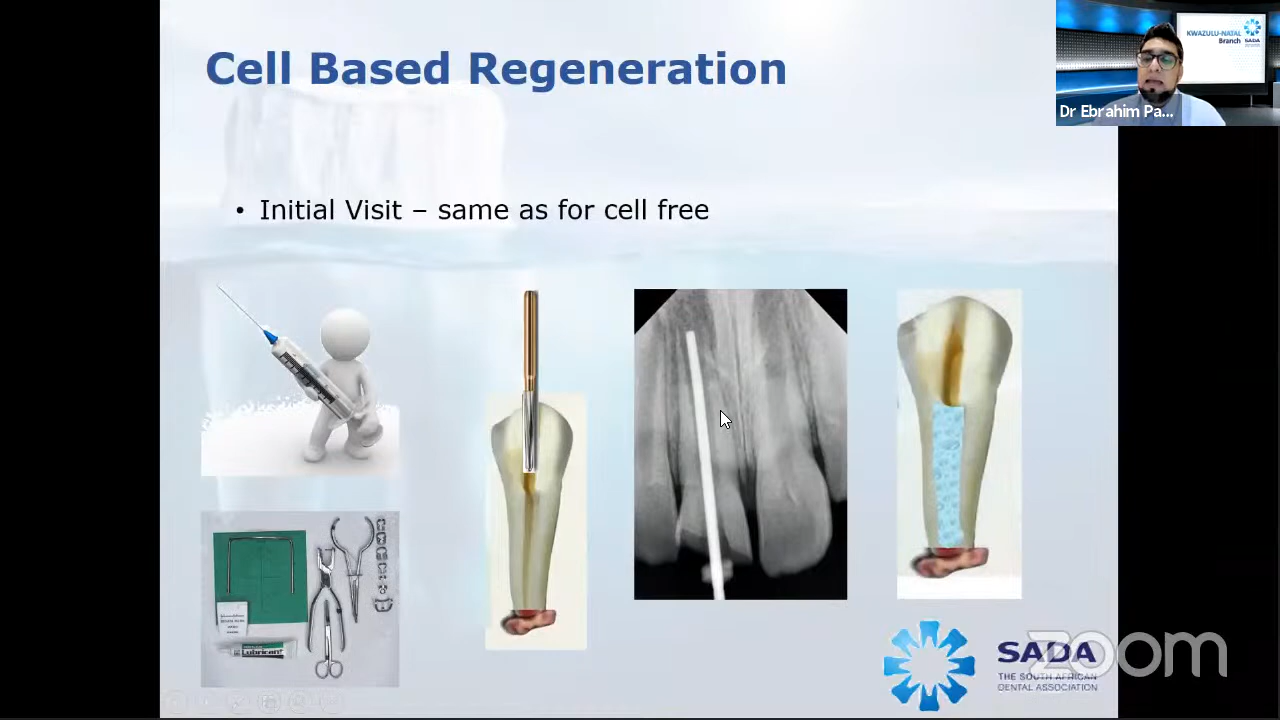 Cell Based Regeneration
KWAZULU-NATAL
Branch
SADA
Dr Ebrahim Pa...
• Initial Visit – same as for cell free
Lubricant
SADA
THE SOUTH AFRICAN
DENTAL ASSOCIATION
zoom